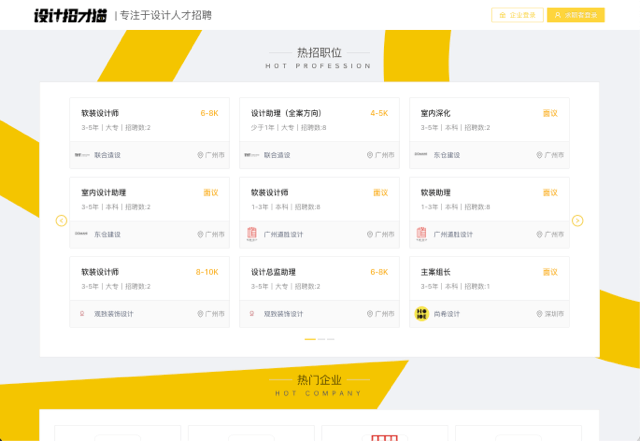 设计招才猫 | 专注于设计人才招聘
企业登录
求职者登录
热招职位
HOT PROFESSION
软装设计师 6-8K
3-5年 | 大专 | 招聘数:2
联合造设 广州市
设计助理（全案方向） 4-5K
少于1年 | 大专 | 招聘数:8
联合造设 广州市
室内深化 面议
3-5年 | 本科 | 招聘数:2
东仓建设 广州市
室内设计助理 面议
3-5年 | 本科 | 招聘数:2
东仓建设 广州市
软装设计师 面议
1-3年 | 本科 | 招聘数:8
广州道胜设计 广州市
软装助理 面议
1-3年 | 本科 | 招聘数:8
广州道胜设计 广州市
软装设计师 8-10K
3-5年 | 大专 | 招聘数:2
观致装饰设计 广州市
设计总监助理 6-8K
3-5年 | 大专 | 招聘数:2
观致装饰设计 广州市
主案组长 面议
3-5年 | 本科 | 招聘数:1
尚希设计 深圳市
热门企业
HOT COMPANY